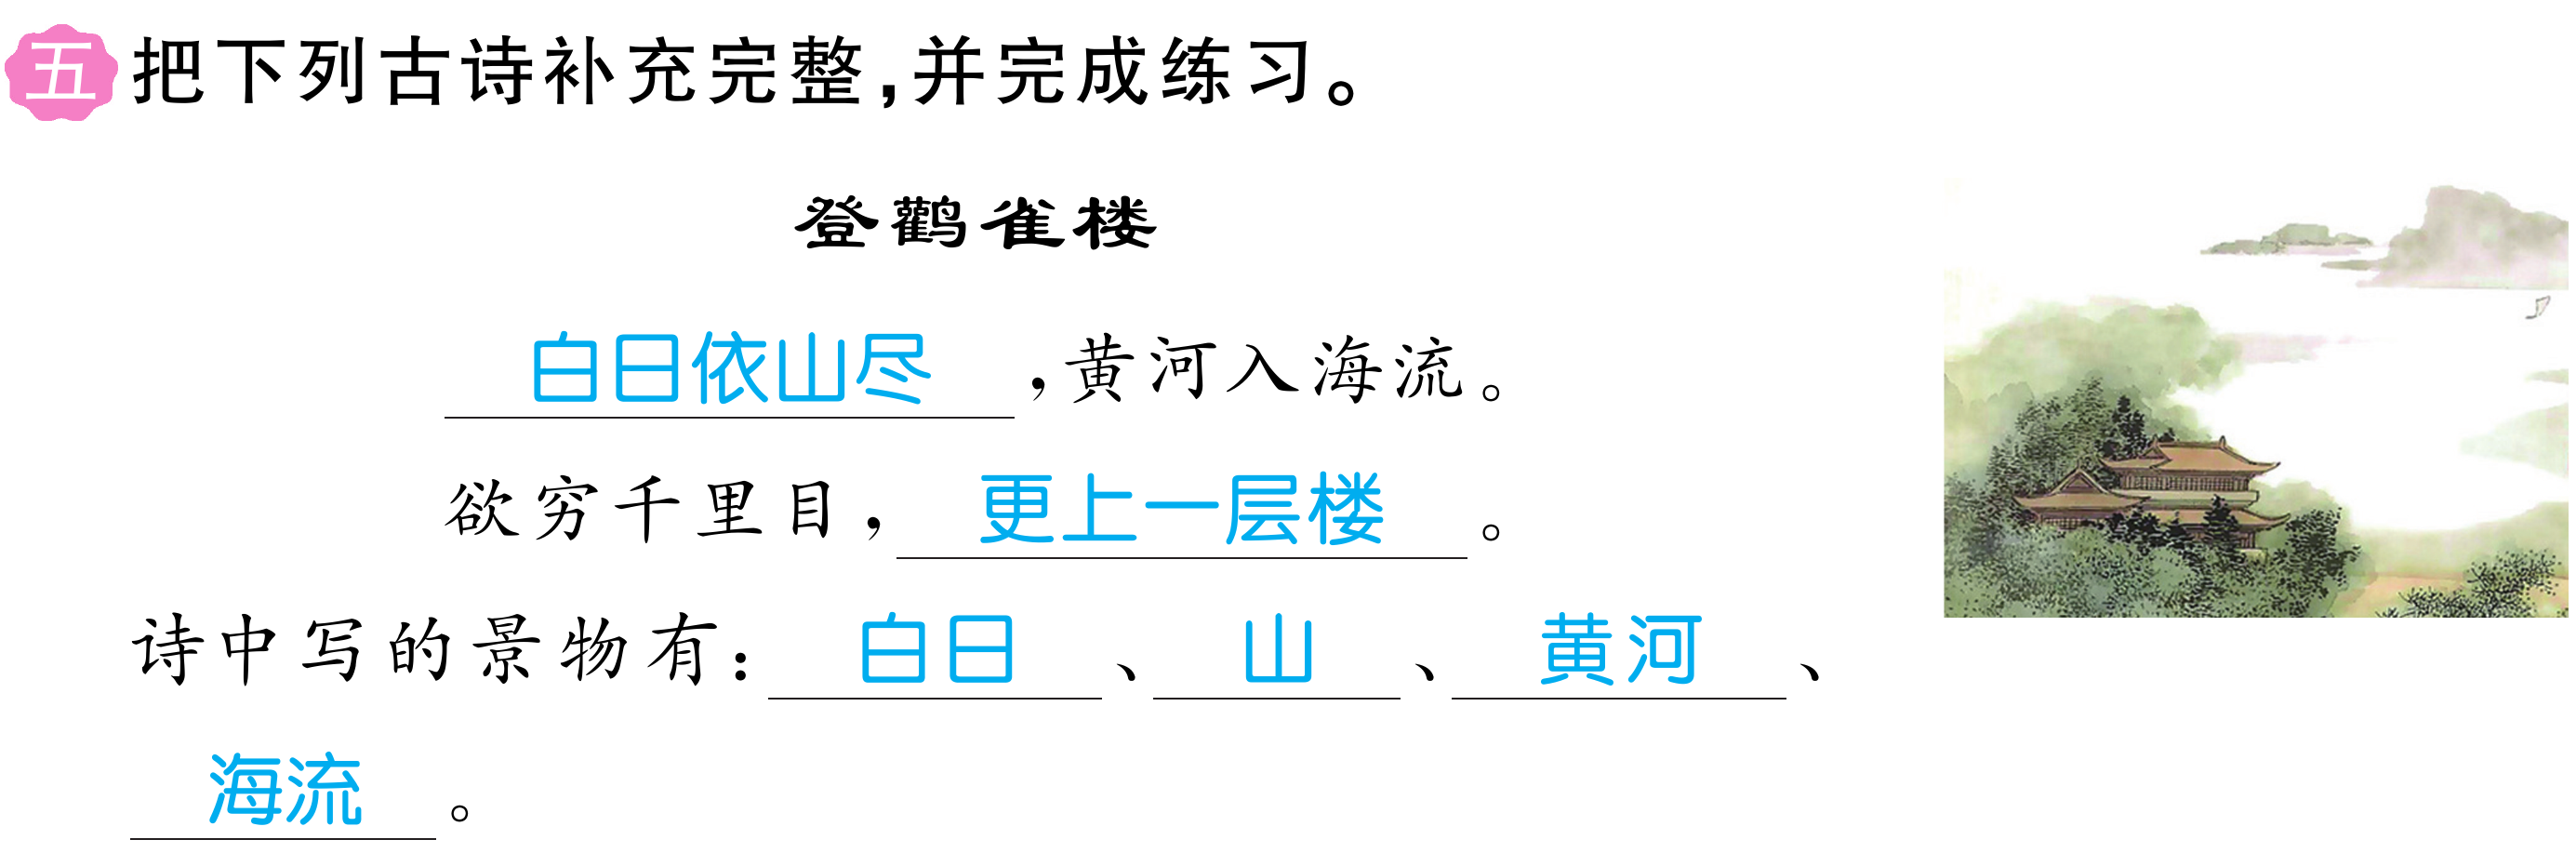 五 把下列古诗补充完整,并完成练习。
登鹳雀楼
白日依山尽,黄河入海流。
欲穷千里目,更上一层楼。
诗中写的景物有:白日、山、黄河、
海流。